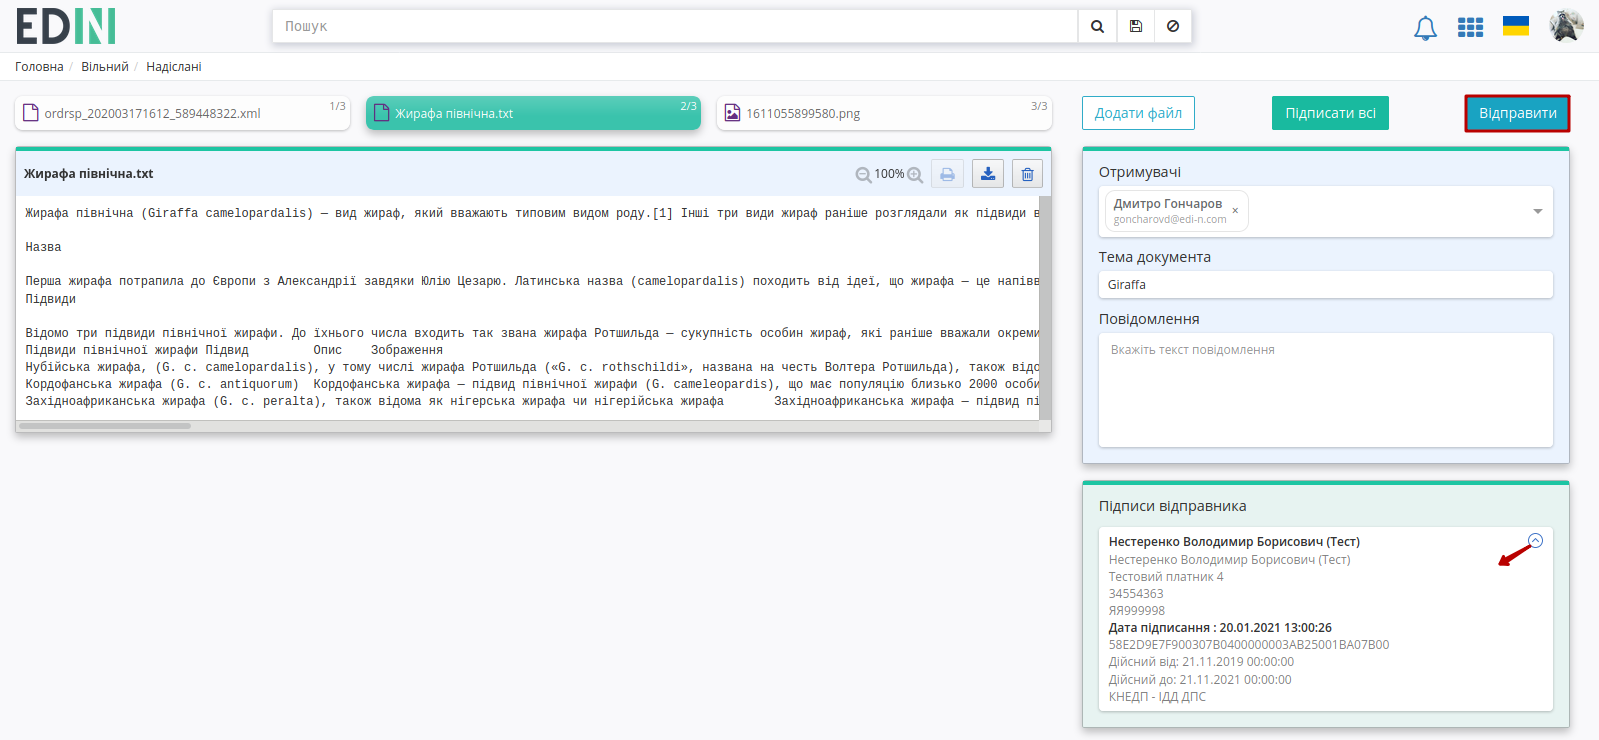 EDIN
Пошук
Головна / Вільний / Надіслані
ordrsp_202003171612_589448322.xml
1/3
Жирафа північна.txt
2/3
1611055899580.png
3/3
Додати файл
Підписати всі
Відправити
Жирафа північна.txt
100%
Жирафа північна (Giraffa camelopardalis) — вид жираф, який вважають типовим видом роду.[1] Інші три види жираф раніше розглядали як підвиди в
Назва
Перша жирафа потрапила до Європи з Александрії завдяки Юлію Цезарю. Латинська назва (camelopardalis) походить від ідеї, що жирафа — це напівв
Підвиди
Відомо три підвиди північної жирафи. До їхнього числа входить так звана жирафа Ротшильда — сукупність особин жираф, які раніше вважали окреми
Підвиди північної жирафи Підвид Опис Зображення
Нубійська жирафа, (G. c. camelopardalis), у тому числі жирафа Ротшильда («G. c. rothschildi», названа на честь Волтера Ротшильда), також відо
Кордофанська жирафа (G. c. antiquorum) Кордофанська жирафа — підвид північної жирафи (G. cameleopardis), що має популяцію близько 2000 особи
Західноафриканська жирафа (G. c. peralta), також відома як нігерська жирафа чи нігерійська жирафа Західноафриканська жирафа — підвид пі
Отримувачі
Дмитро Гончаров ×
goncharovd@edi-n.com
Тема документа
Giraffa
Повідомлення
Вкажіть текст повідомлення
Підписи відправника
Нестеренко Володимир Борисович (Тест)
Нестеренко Володимир Борисович (Тест)
Тестовий платник 4
34554363
ЯЯ999998
Дата підписання : 20.01.2021 13:00:26
58E2D9E7F900307B0400000003AB25001BA07B00
Дійсний від: 21.11.2019 00:00:00
Дійсний до: 21.11.2021 00:00:00
КНЕДП - ІДД ДПС